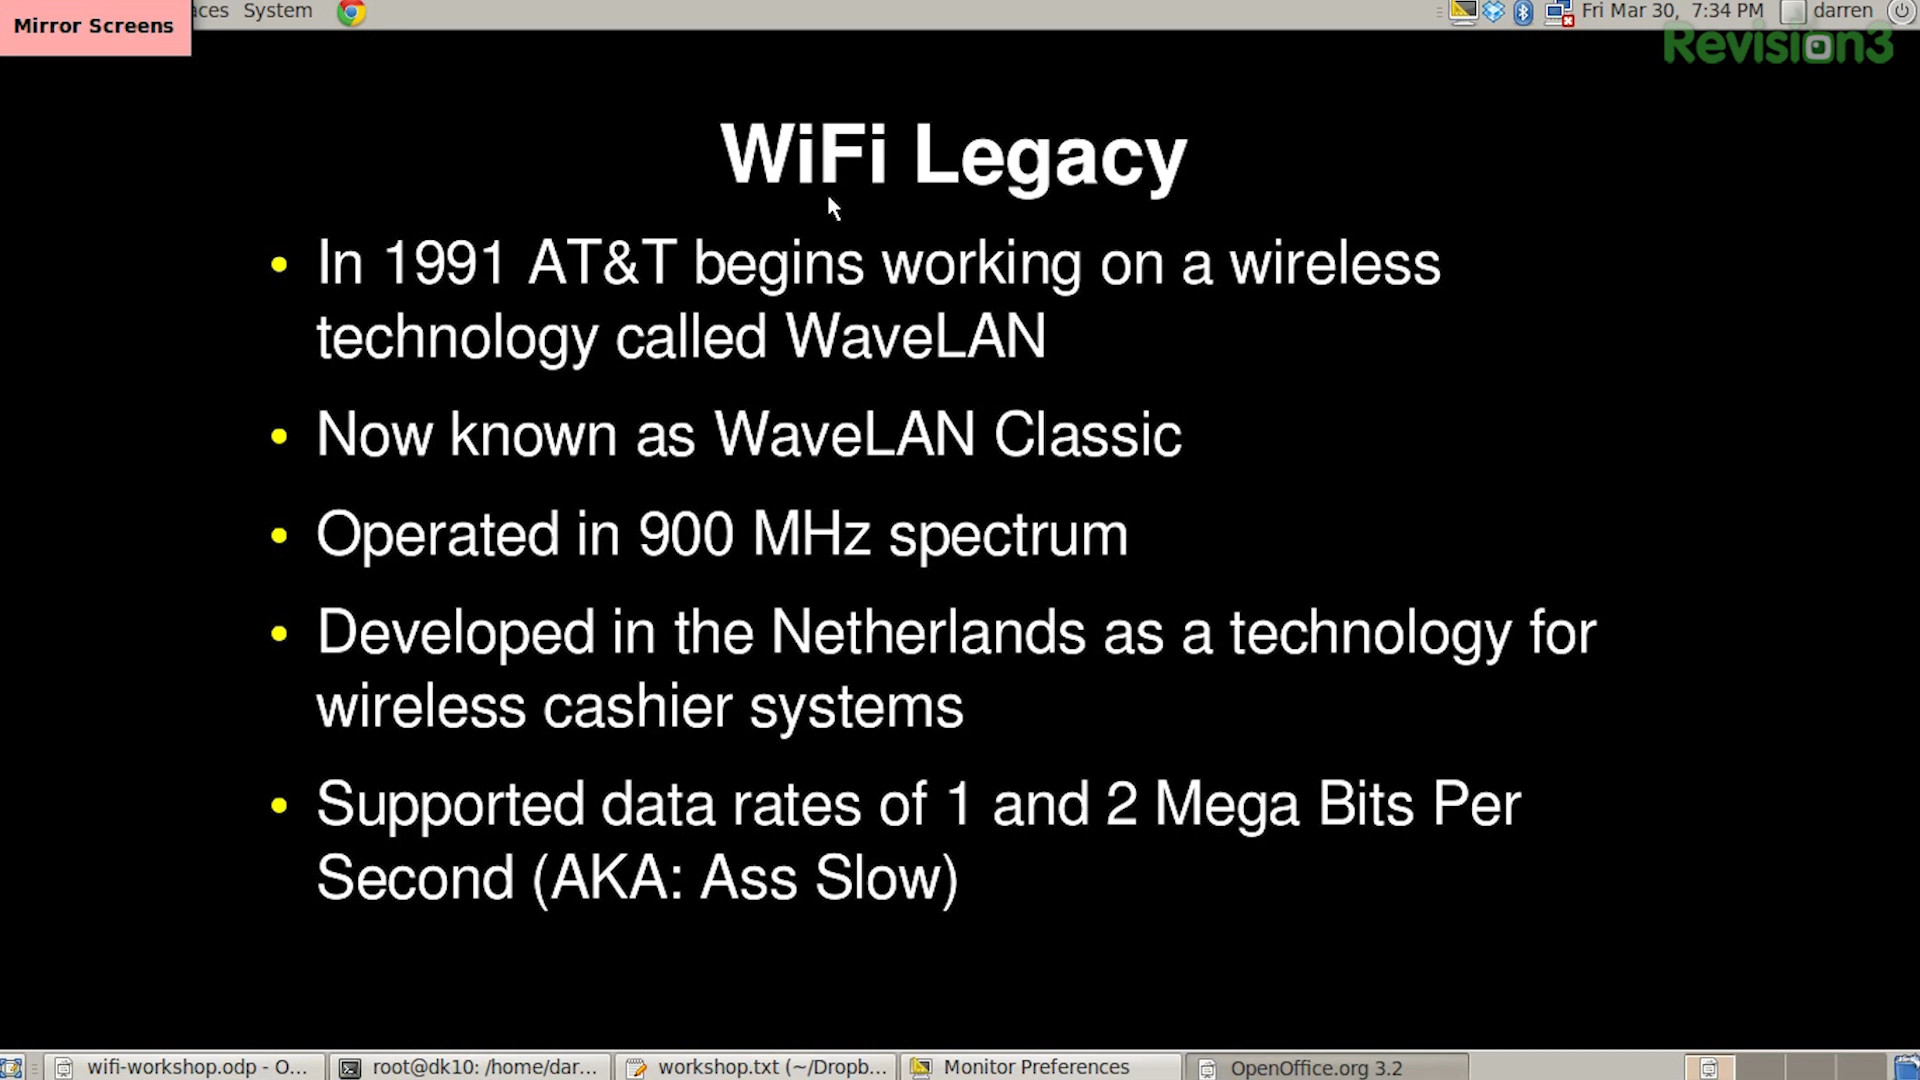 Mirror Screens
System
Fri Mar 30, 7:34 PM
darren
Revision3
WiFi Legacy
In 1991 AT&T begins working on a wireless
technology called WaveLAN
Now known as WaveLAN Classic
Operated in 900 MHz spectrum
Developed in the Netherlands as a technology for
wireless cashier systems
Supported data rates of 1 and 2 Mega Bits Per
Second (AKA: Ass Slow)
wifi-workshop.odp - O...
root@dk10: /home/dar...
workshop.txt (~/Dropb...
Monitor Preferences
OpenOffice.org 3.2